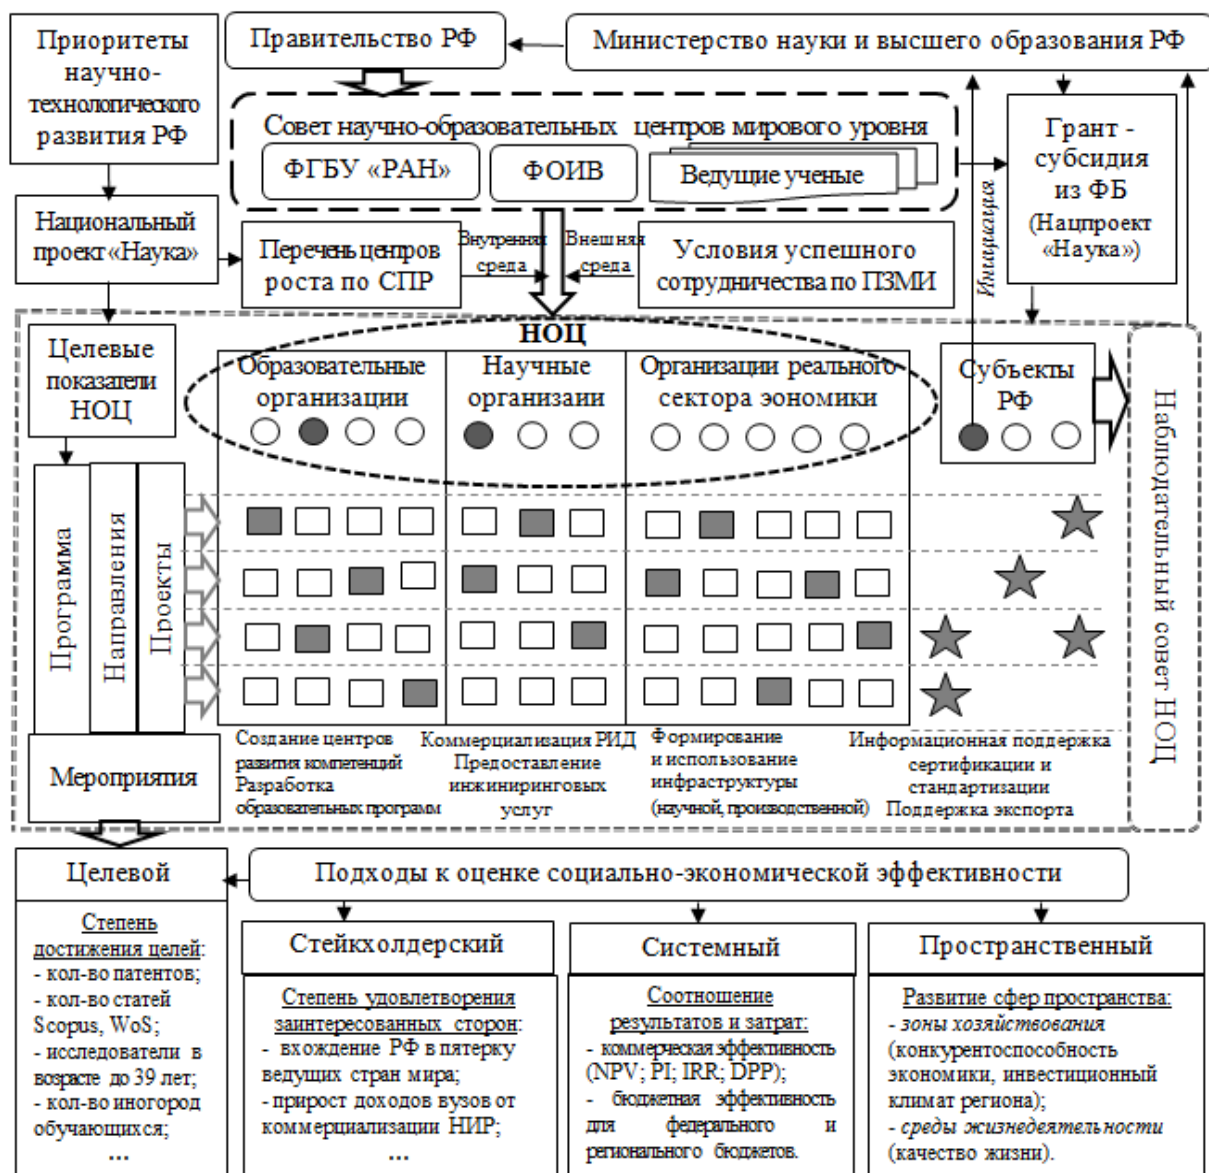 Приоритеты
научно-
технологического
развития РФ
Правительство РФ
Министерство науки и высшего образования РФ
Совет научно-образовательных центров мирового уровня
ФГБУ «РАН»
ФОИВ
Ведущие ученые
Грант -
субсидия
из ФБ
(Нацпроект
«Наука»)
Инициация
Национальный
проект «Наука»
Перечень центров
роста по СПР
Внутренняя
среда
Внешняя
среда
Условия успешного
сотрудничества по ПЗМИ
НОЦ
Целевые
показатели
НОЦ
Образовательные
организации
Научные
организаии
Организации реального
сектора эономики
Субъекты
РФ
Наблюдательный совет НОЦ
Программа
Направления
Проекты
Мероприятия
Создание центров
развития компетенций
Разработка
образовательных программ
Коммерциализация РИД
Предоставление
инжиниринговых
услуг
Формирование
и использование
инфраструктуры
(научной, производственной)
Информационная поддержка
сертификации и
стандартизации
Поддержка экспорта
Подходы к оценке социально-экономической эффективности
Целевой
Степень
достижения целей:
- кол-во патентов;
- кол-во статей
Scopus, WoS;
- исследователи в
возрасте до 39 лет;
- кол-во иногород
обучающихся;
...
Стейкхолдерский
Степень удовлетворения
заинтересованных сторон:
- вхождение РФ в пятерку
ведущих стран мира;
- прирост доходов вузов от
коммерциализации НИР;
...
Системный
Соотношение
результатов и затрат:
- коммерческая эффективность
(NPV; PI; IRR; DPP);
- бюджетная эффективность
для федерального и
регионального бюджетов.
Пространственный
Развитие сфер пространства:
- зоны хозяйствования
(конкурентоспособность
экономики, инвестиционный
климат региона);
- среды жизнедеятельности
(качество жизни).